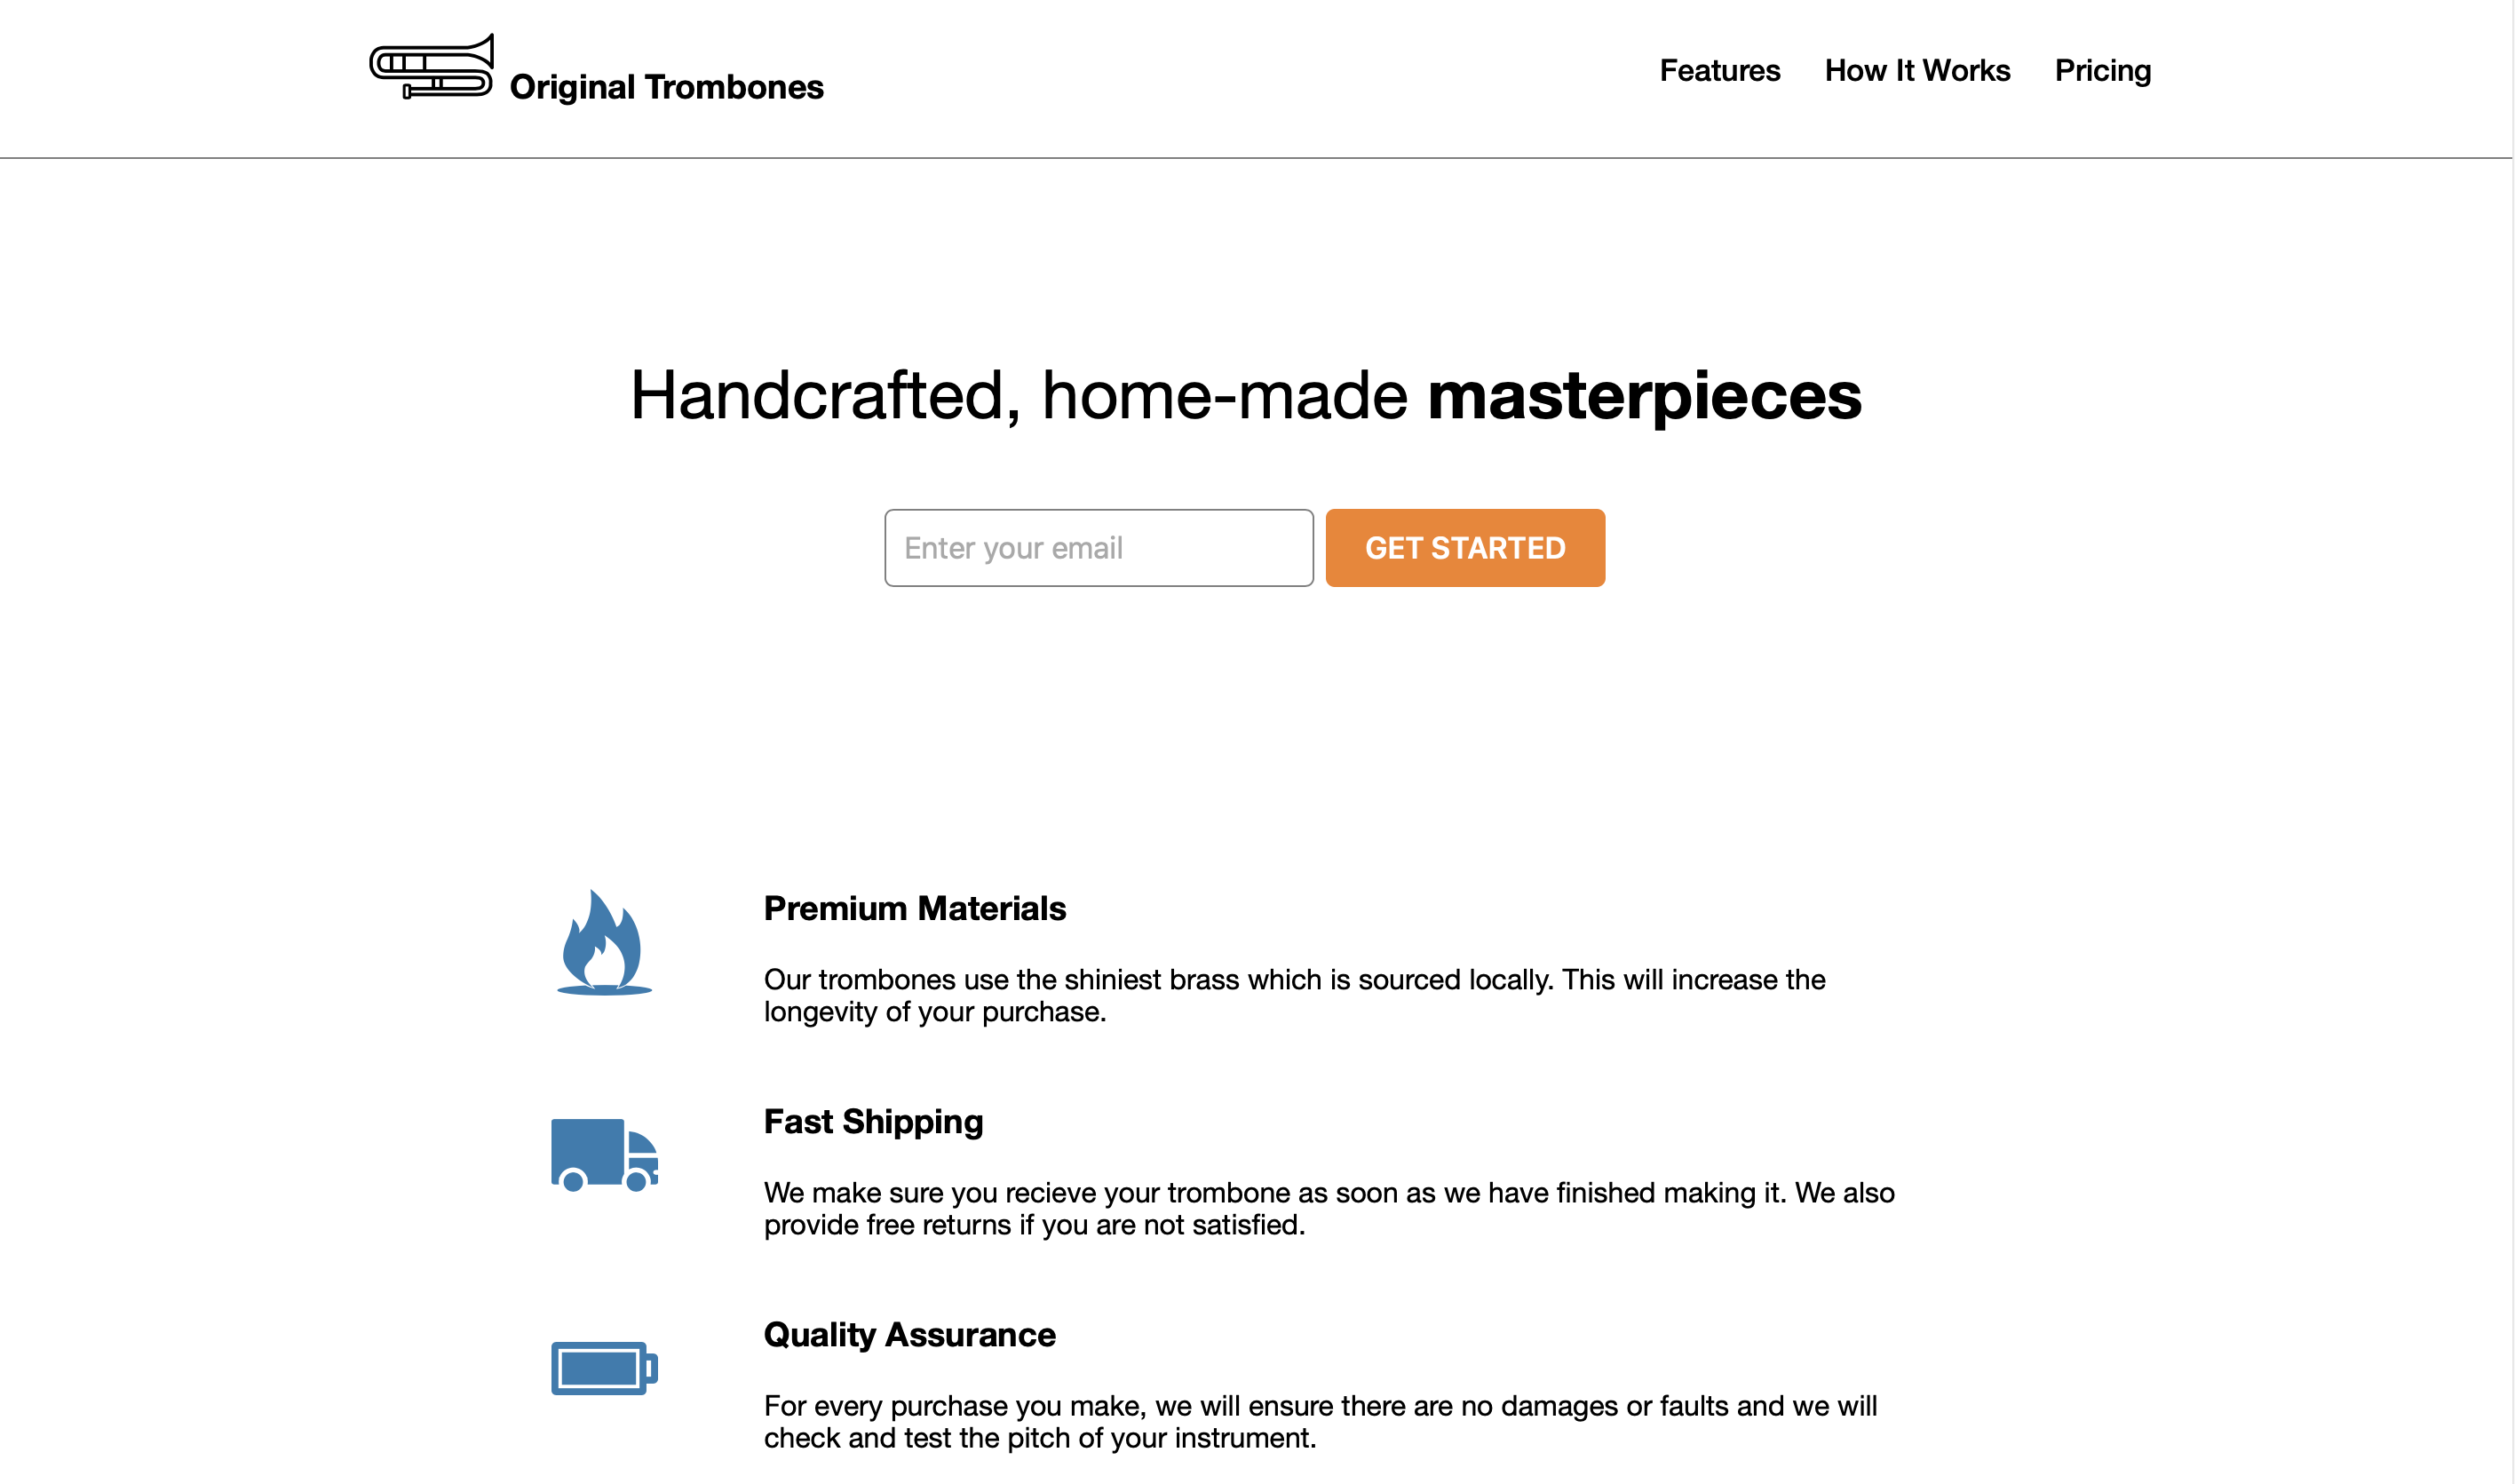 Original Trombones
Features How It Works Pricing
Handcrafted, home-made masterpieces
Enter your email GET STARTED
Premium Materials
Our trombones use the shiniest brass which is sourced locally. This will increase the
longevity of your purchase.
Fast Shipping
We make sure you recieve your trombone as soon as we have finished making it. We also
provide free returns if you are not satisfied.
Quality Assurance
For every purchase you make, we will ensure there are no damages or faults and we will
check and test the pitch of your instrument.